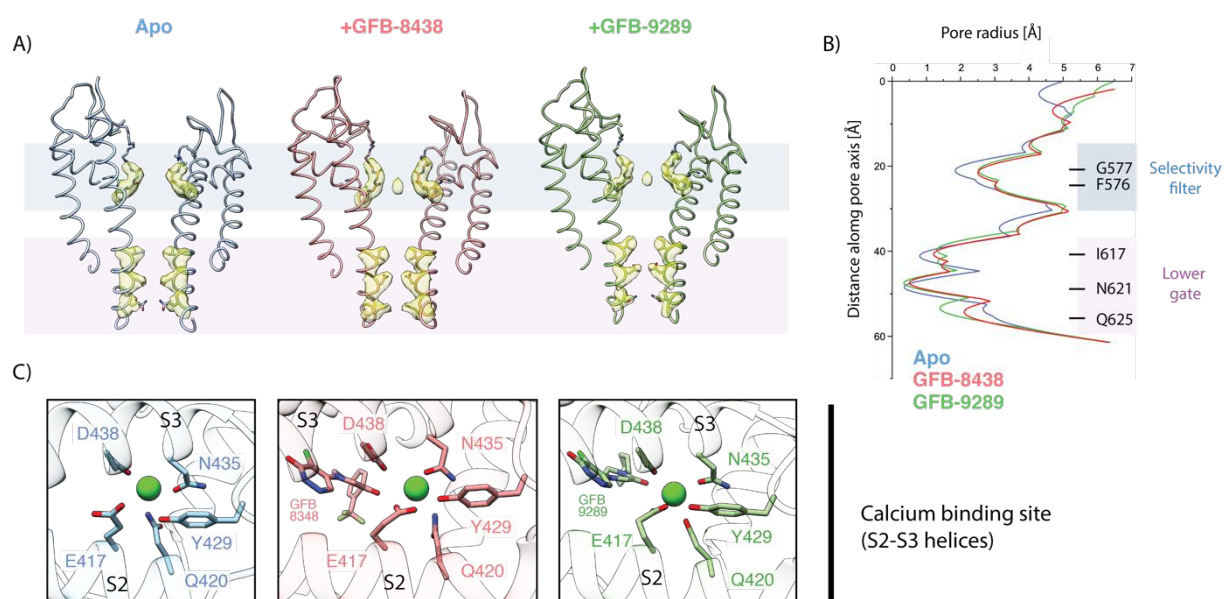 Apo
+GFB-8438
+GFB-9289
A)
B)
Pore radius [Å]
0 1 2 3 4 5 6 7
Distance along pore axis [Å]
0
20
40
60
G577
F576
Selectivity
filter
I617
N621
Q625
Lower
gate
Apo
GFB-8438
GFB-9289
C)
S3
D438
N435
E417
Y429
S2
Q420
S3
D438
N435
GFB
8348
Y429
E417
S2
Q420
S3
D438
N435
GFB
9289
Y429
E417
S2
Q420
Calcium binding site
(S2-S3 helices)